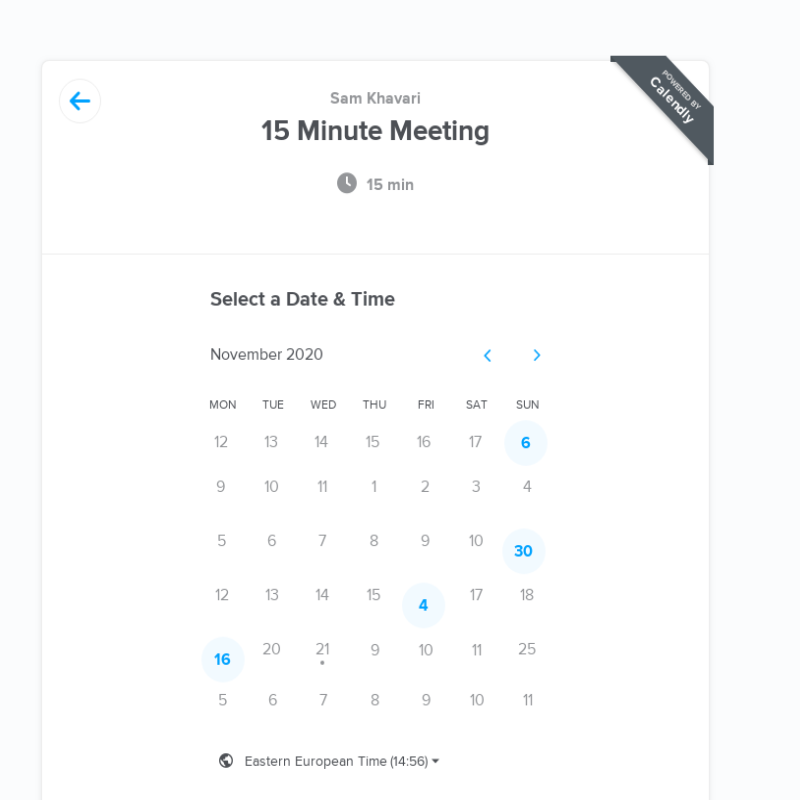 Sam Khavari
15 Minute Meeting
15 min
POWERED BY
Calendly
Select a Date & Time
November 2020
MON TUE WED THU FRI SAT SUN
12 13 14 15 16 17 6
9 10 11 1 2 3 4
5 6 7 8 9 10 30
12 13 14 15 4 17 18
16 20 21 9 10 11 25
5 6 7 8 9 10 11
Eastern European Time (14:56)